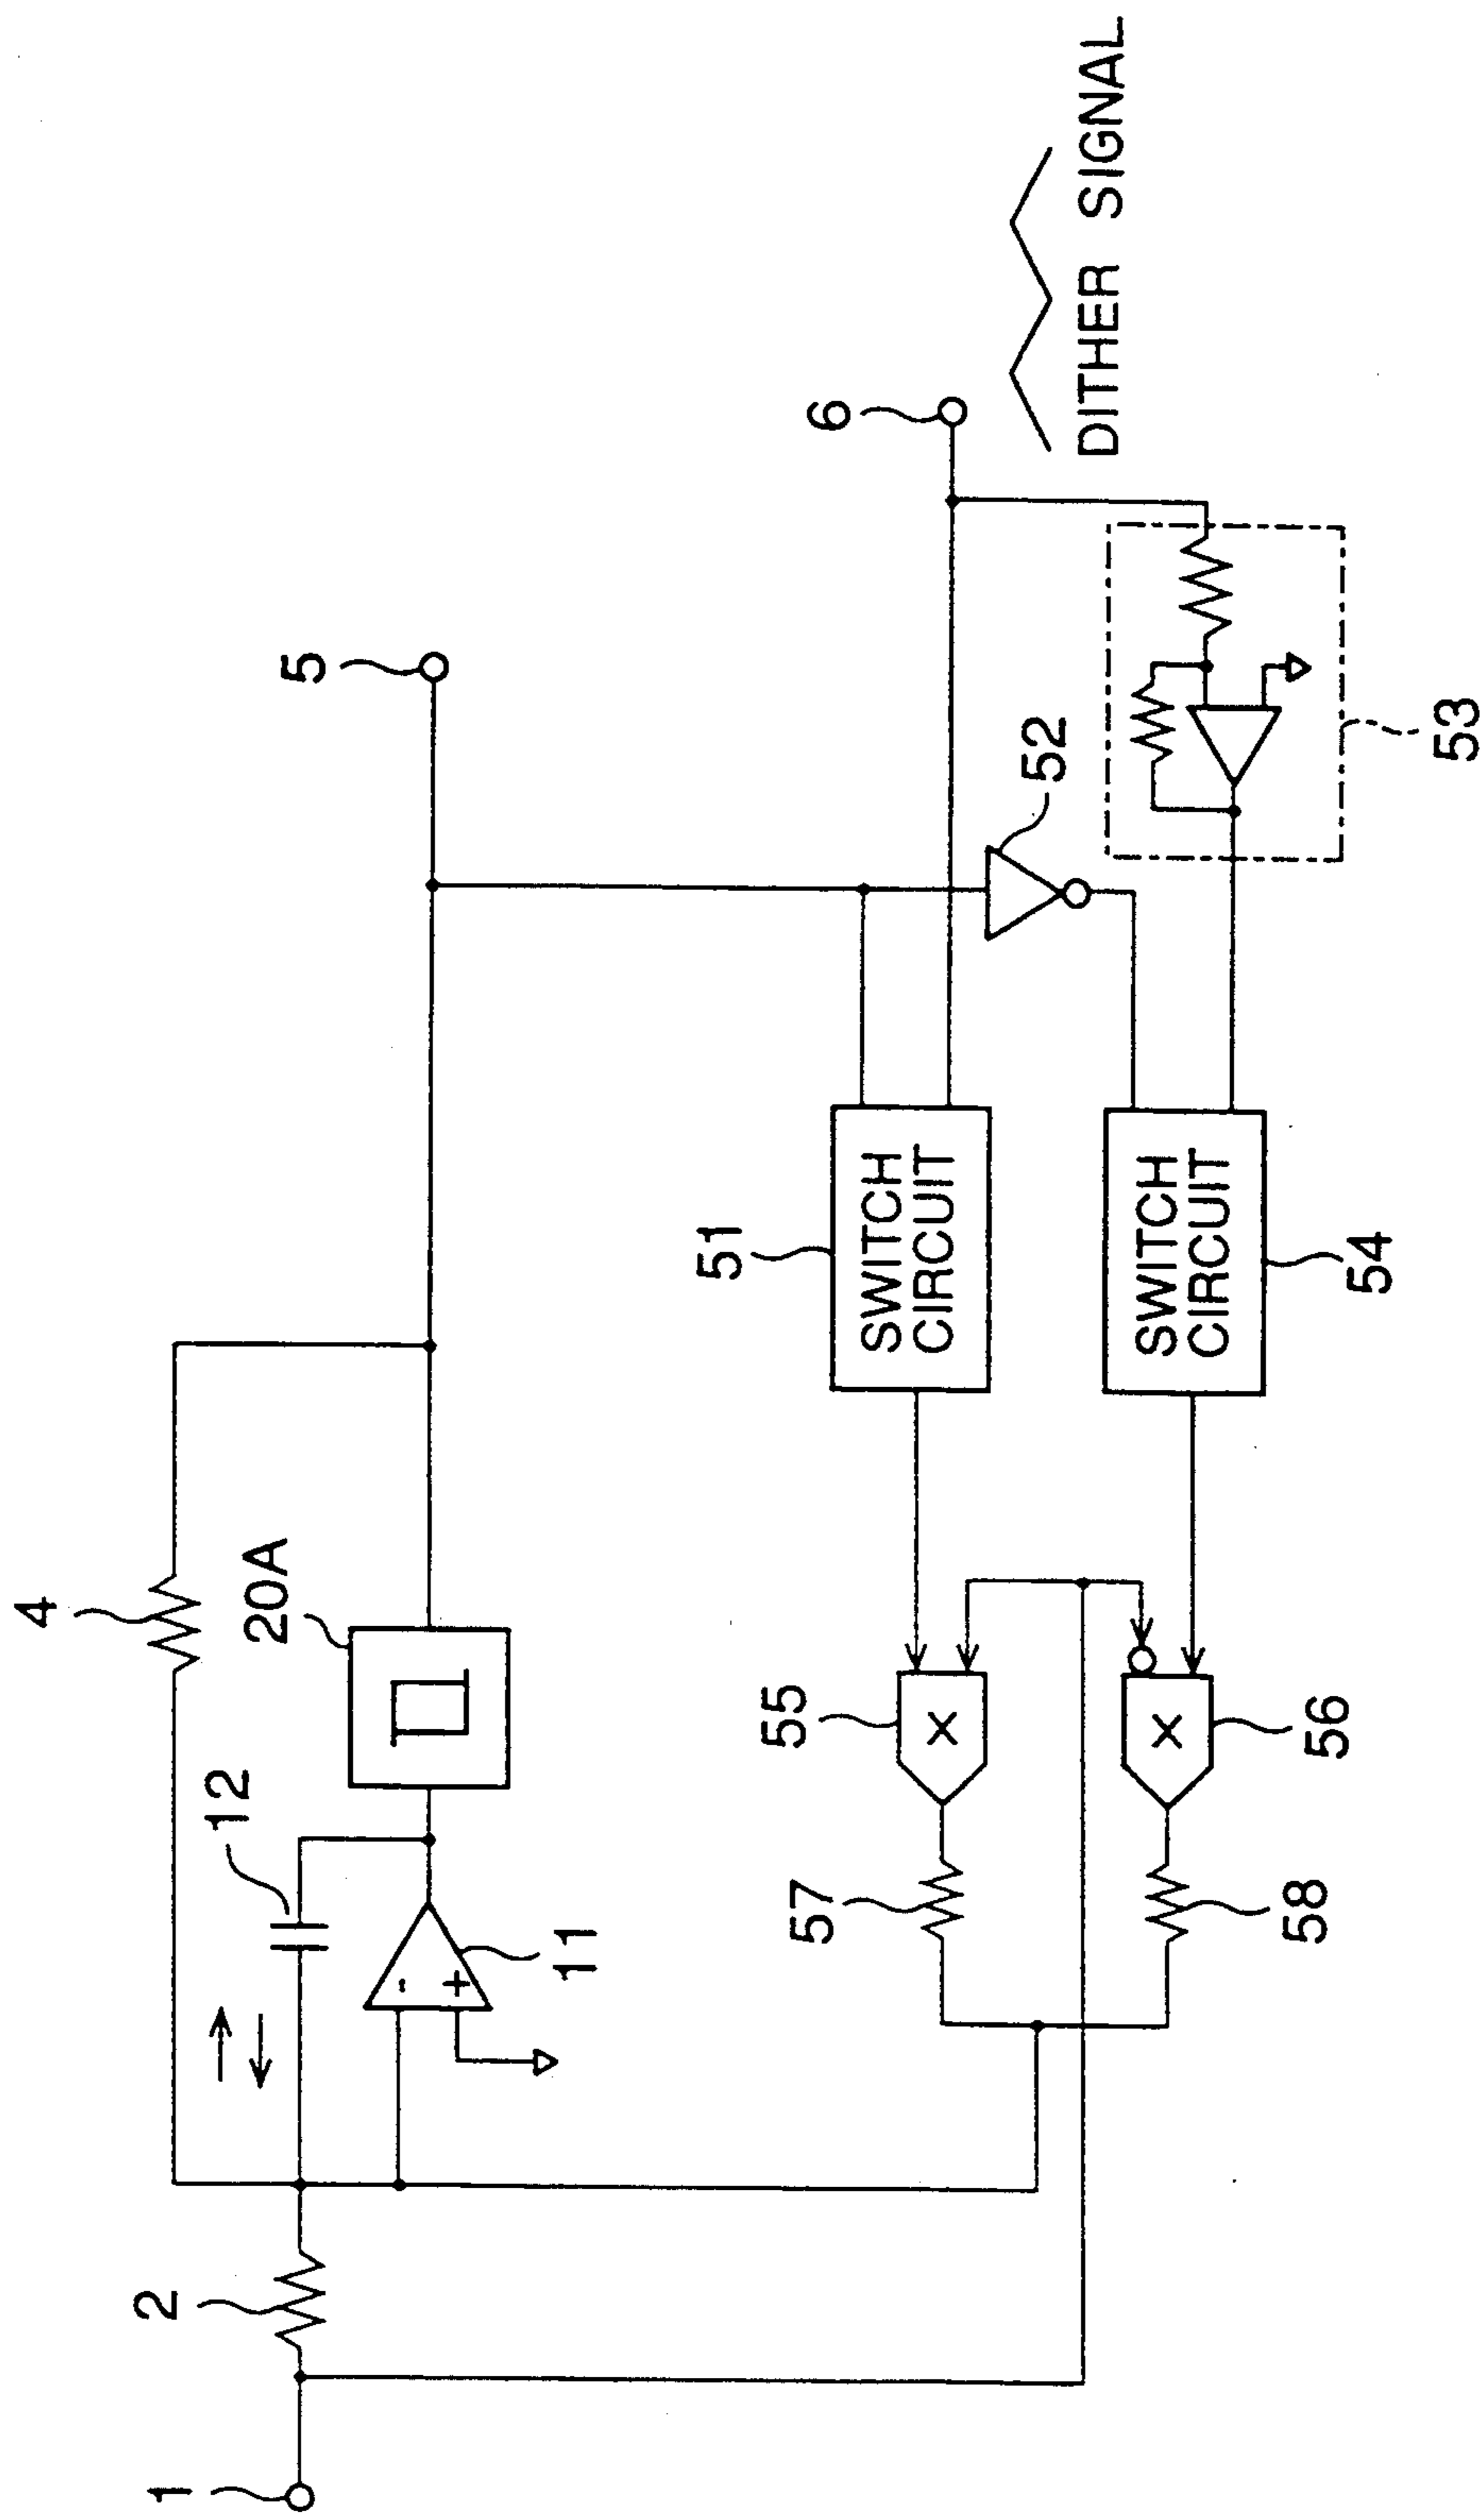 4
20A
12
2
1
11
5
51
SWITCH
CIRCUIT
6
DITHER SIGNAL
52
53
SWITCH
CIRCUIT
54
55
X
57
56
X
58
-
+